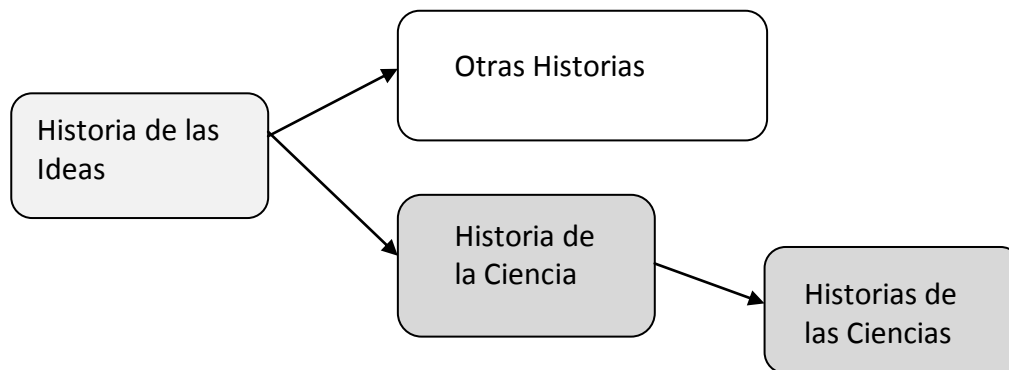 Otras Historias
Historia de las
Ideas
Historia de
la Ciencia
Historias de
las Ciencias